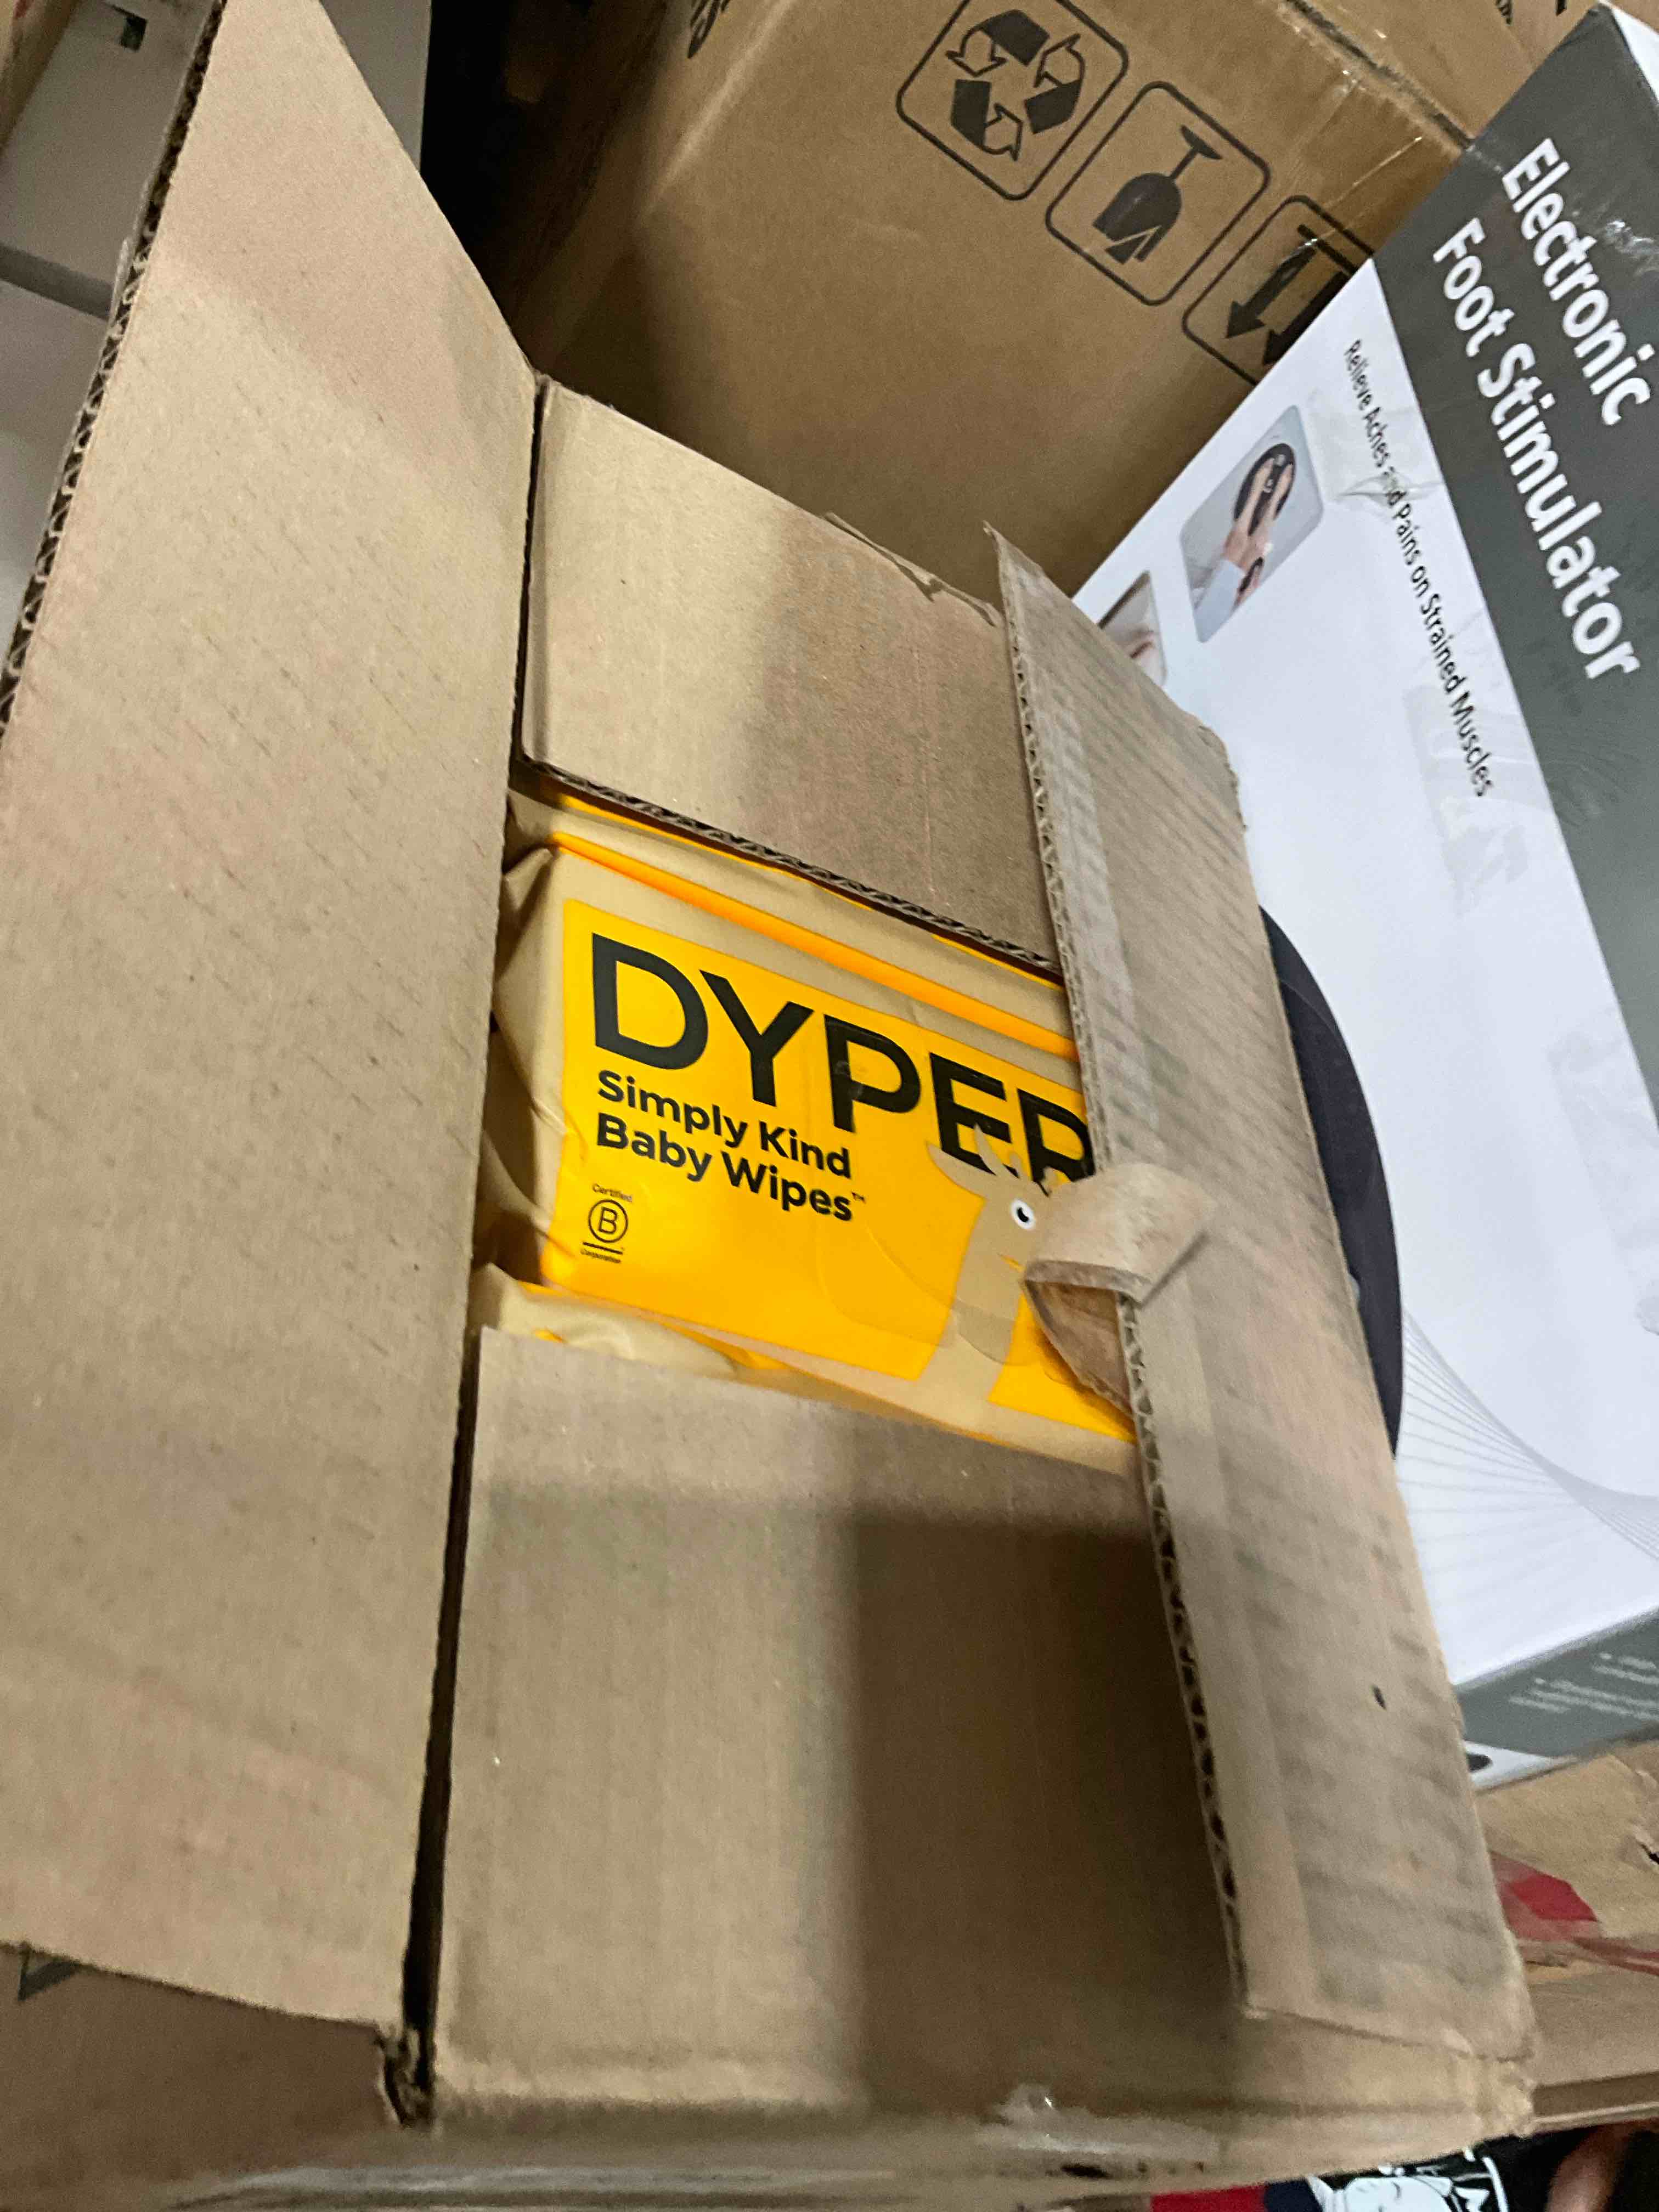 Electronic
Foot Stimulator
Relieve Aches and Pains on Strained Muscles
DYPER
Simply Kind
Baby Wipes™
Certified
B
Corporation